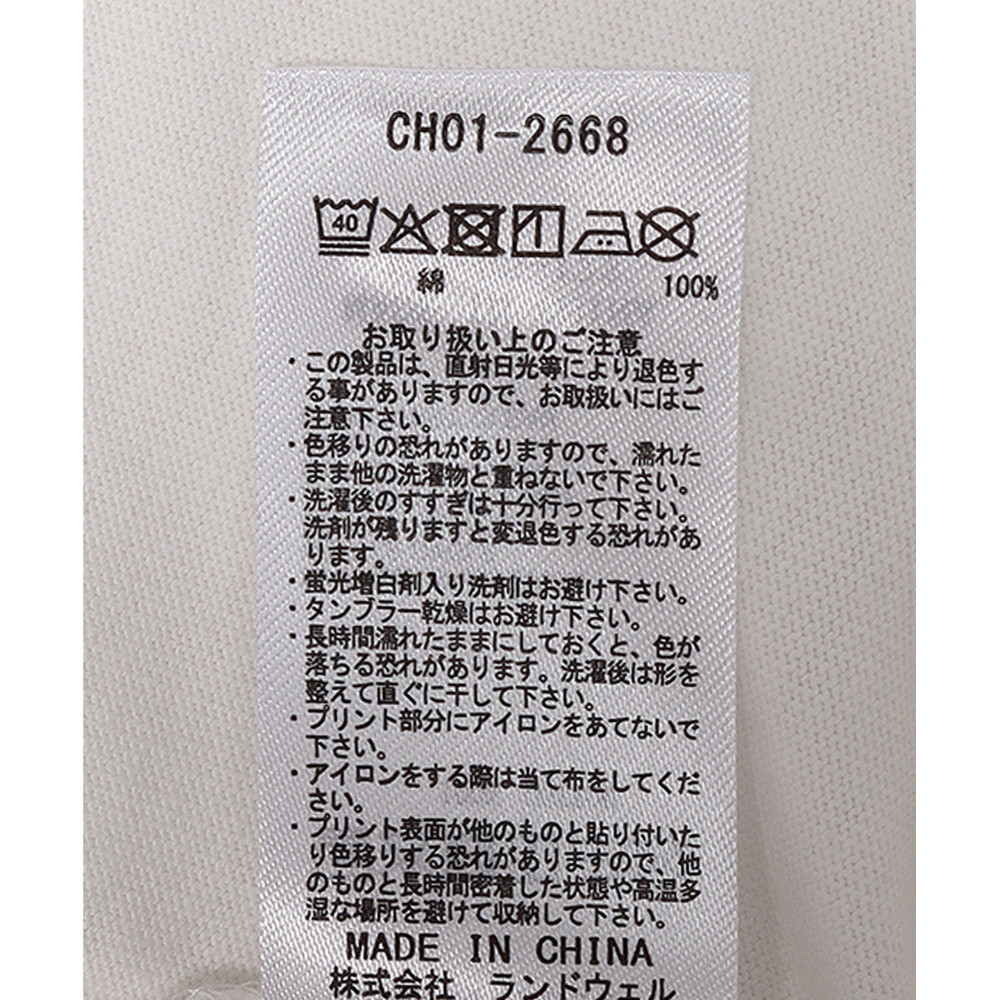 CH01-2668
40
綿 100%
お取り扱い上のご注意
・この製品は、直射日光等により退色す
る事がありますので、お取扱いにはご
注意下さい。
・色移りの恐れがありますので、濡れた
まま他の洗濯物と重ねないで下さい。
・洗濯後のすすぎは十分行って下さい。
洗剤が残りますと変退色する恐れがあ
ります。
・蛍光増白剤入り洗剤はお避け下さい。
・タンブラー乾燥はお避け下さい。
・長時間濡れたままにしておくと、色が
落ちる恐れがあります。洗濯後は形を
整えて直ぐに干して下さい。
・プリント部分にアイロンをあてないで
下さい。
・アイロンをする際は当て布をしてくだ
さい。
・プリント表面が他のものと貼り付いた
り色移りする恐れがありますので、他
のものと長時間密着した状態や高温多
湿な場所を避けて収納して下さい。
MADE IN CHINA
株式会社 ランドウェル